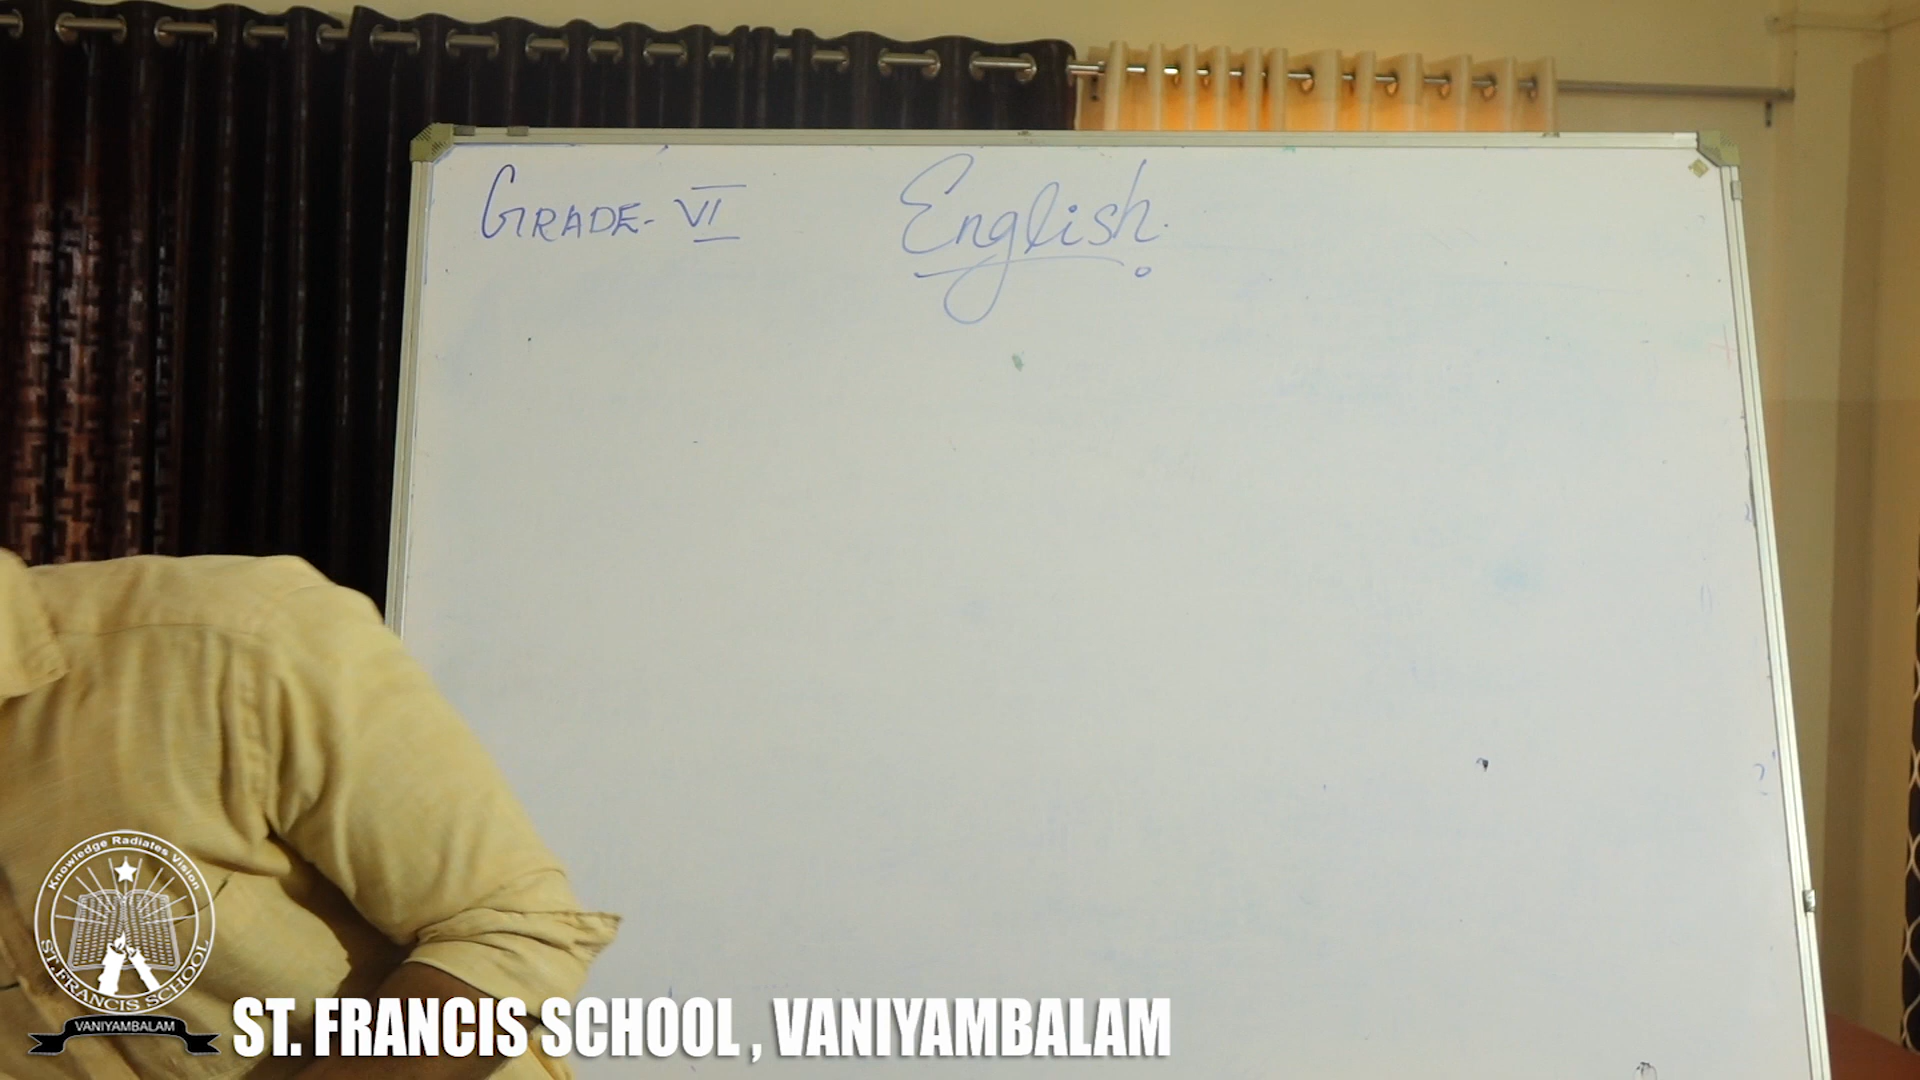 GRADE- VI
English.
Knowledge Radiates Vision
ST.FRANCIS SCHOOL
VANIYAMBALAM
ST. FRANCIS SCHOOL , VANIYAMBALAM